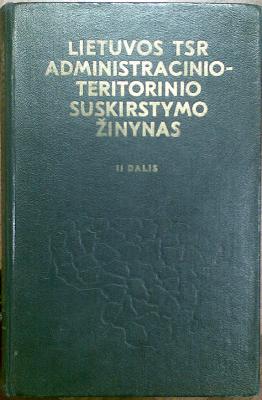 LIETUVOS TSR
ADMINISTRACINIO-
TERITORINIO
SUSKIRSTYMO
ŽINYNAS
II DALIS